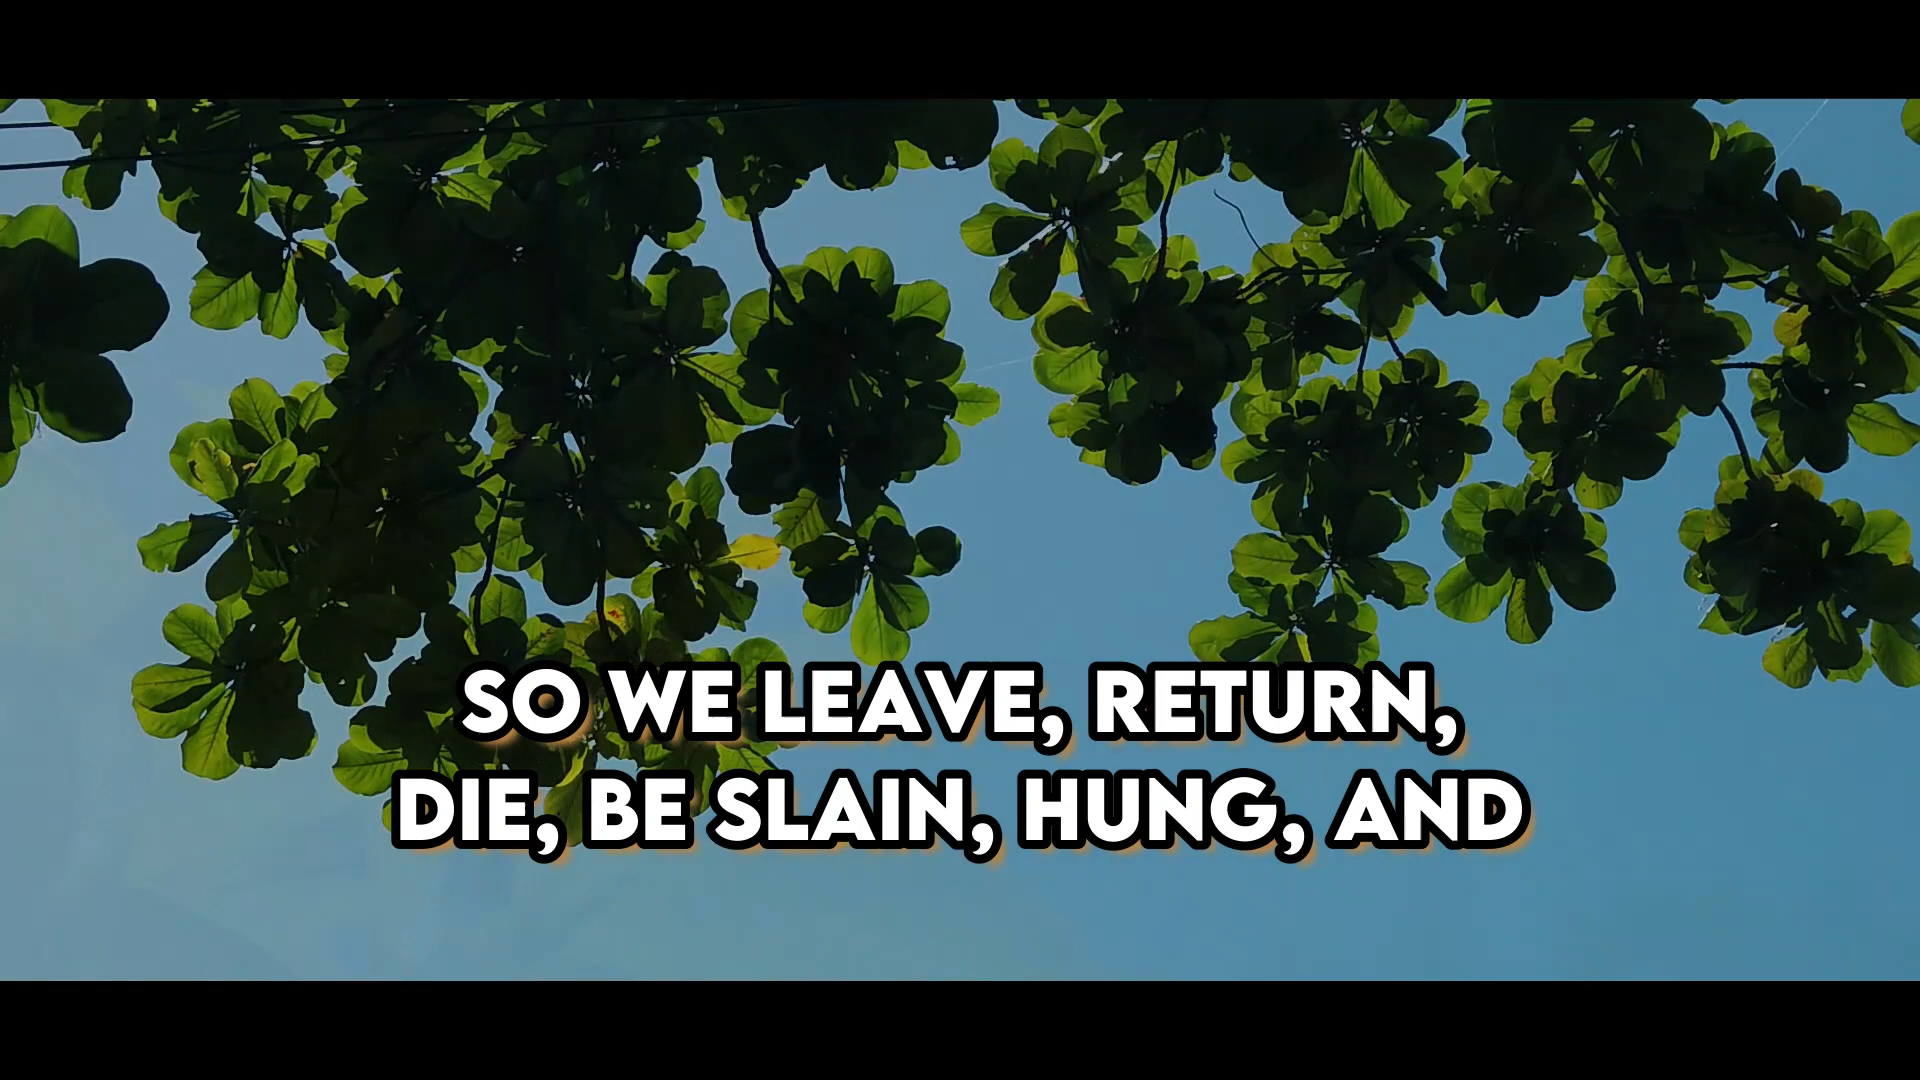 SO WE LEAVE, RETURN,
DIE, BE SLAIN, HUNG, AND